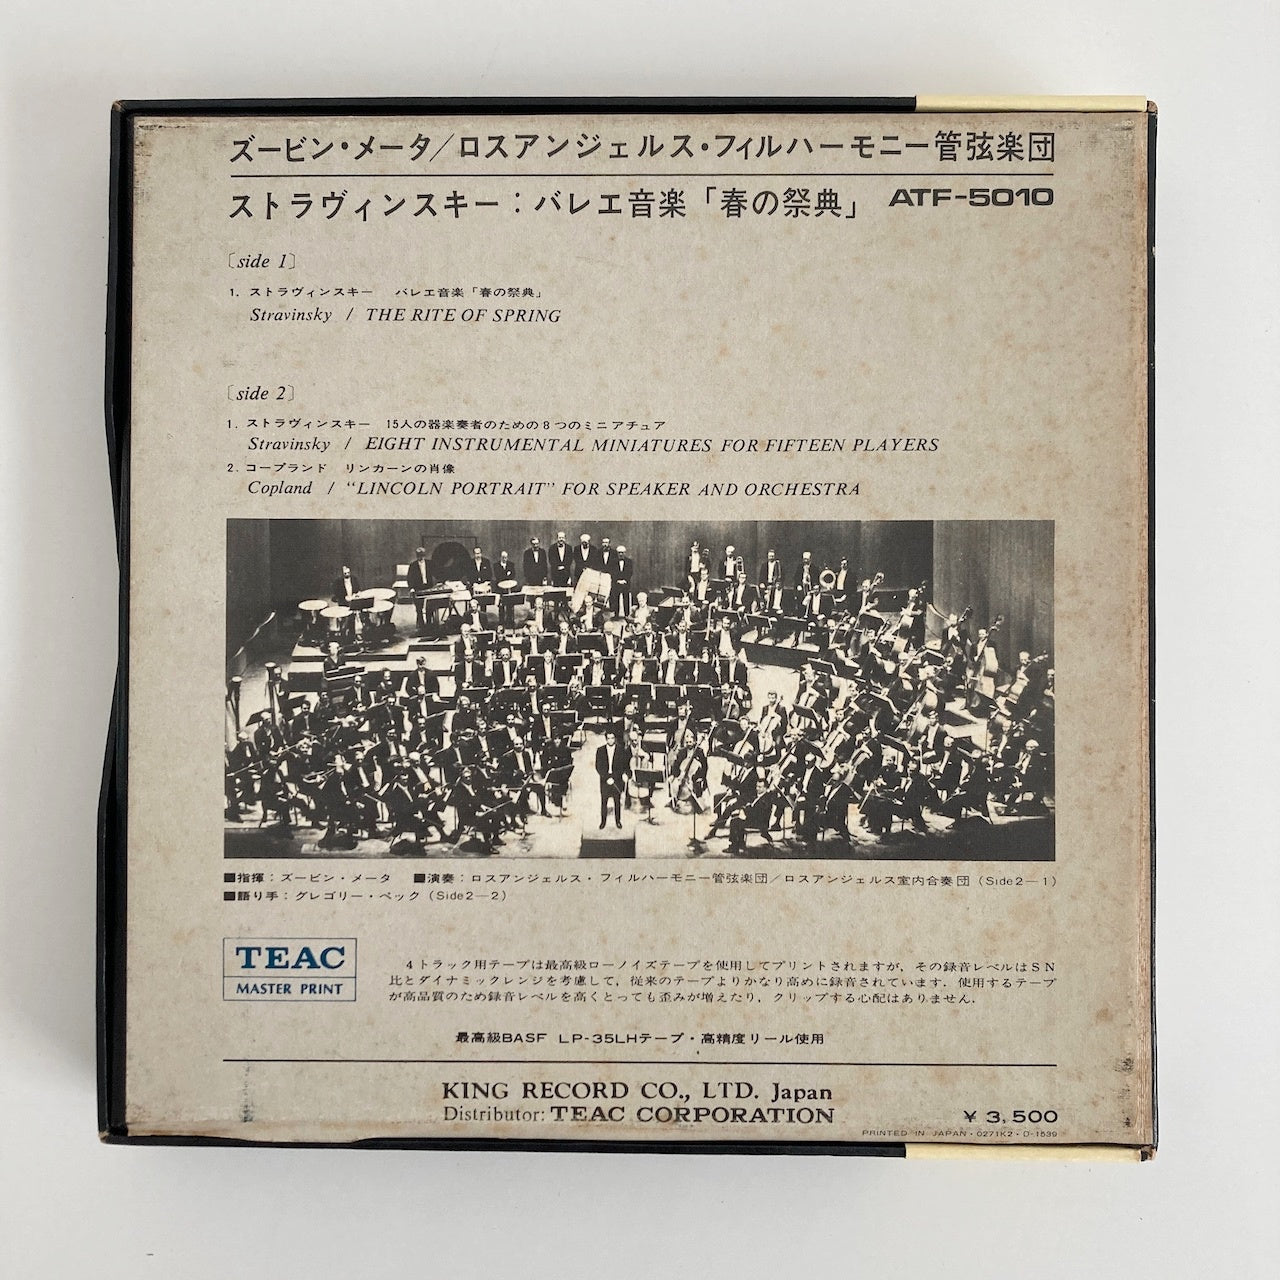 ズービン・メータ/ロスアンジェルス・フィルハーモニー管弦楽団
ストラヴィンスキー：バレエ音楽「春の祭典」 ATF-5010
〔side 1〕
1. ストラヴィンスキー　バレエ音楽「春の祭典」
Stravinsky / THE RITE OF SPRING
〔side 2〕
1. ストラヴィンスキー　15人の器楽奏者のための8つのミニアチュア
Stravinsky / EIGHT INSTRUMENTAL MINIATURES FOR FIFTEEN PLAYERS
2. コープランド　リンカーンの肖像
Copland / “LINCOLN PORTRAIT” FOR SPEAKER AND ORCHESTRA
■指揮：ズービン・メータ　■演奏：ロスアンジェルス・フィルハーモニー管弦楽団／ロスアンジェルス室内合奏団（Side2―1）
■語り手：グレゴリー・ペック（Side2―2）
TEAC
MASTER PRINT
4トラック用テープは最高級ローノイズテープを使用してプリントされますが，その録音レベルはSN
比とダイナミックレンジを考慮して，従来のテープよりかなり高めに録音されています．使用するテープ
が高品質のため録音レベルを高くとっても歪みが増えたり，クリップする心配はありません．
最高級BASF LP-35LHテープ・高精度リール使用
KING RECORD CO., LTD. Japan
Distributor: TEAC CORPORATION
¥ 3,500
PRINTED IN JAPAN・0271K2・D-1539